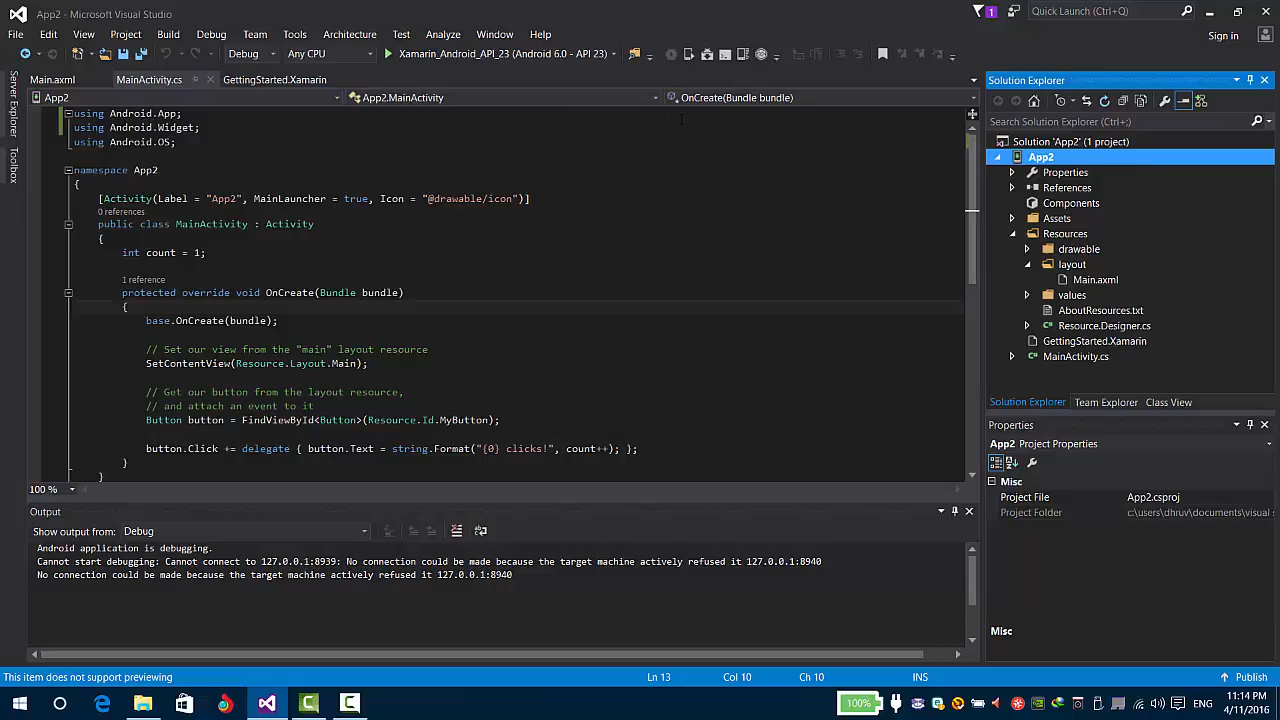 App2 - Microsoft Visual Studio
1
Quick Launch (Ctrl+;)
File Edit View Project Build Debug Team Tools Architecture Test Analyze Window Help
Sign in
Debug Any CPU Xamarin_Android_API_23 (Android 6.0 - API 23)
Server Explorer
Toolbox
Main.axml MainActivity.cs GettingStarted.Xamarin
App2 App2.MainActivity OnCreate(Bundle bundle)
using Android.App;
using Android.Widget;
using Android.OS;
namespace App2
{
[Activity(Label = "App2", MainLauncher = true, Icon = "@drawable/icon")]
0 references
public class MainActivity : Activity
{
int count = 1;
1 reference
protected override void OnCreate(Bundle bundle)
{
base.OnCreate(bundle);
// Set our view from the "main" layout resource
SetContentView(Resource.Layout.Main);
// Get our button from the layout resource,
// and attach an event to it
Button button = FindViewById<Button>(Resource.Id.MyButton);
button.Click += delegate { button.Text = string.Format("{0} clicks!", count++); };
}
}
100 %
Output
Show output from: Debug
Android application is debugging.
Cannot start debugging: Cannot connect to 127.0.0.1:8939: No connection could be made because the target machine actively refused it 127.0.0.1:8940
No connection could be made because the target machine actively refused it 127.0.0.1:8940
Solution Explorer
Search Solution Explorer (Ctrl+;)
Solution 'App2' (1 project)
App2
Properties
References
Components
Assets
Resources
drawable
layout
Main.axml
values
AboutResources.txt
Resource.Designer.cs
GettingStarted.Xamarin
MainActivity.cs
Solution Explorer Team Explorer Class View
Properties
App2 Project Properties
Misc
Project File App2.csproj
Project Folder c:\users\dhruv\documents\visual s
Misc
This item does not support previewing Ln 13 Col 10 Ch 10 INS Publish
100% ENG 11:14 PM
4/11/2016